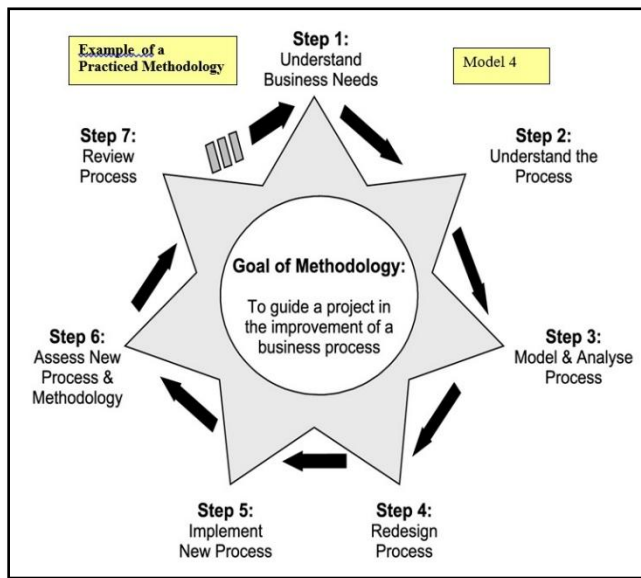 Example of a
Practiced Methodology
Step 1:
Understand
Business Needs
Model 4
Step 2:
Understand the
Process
Step 3:
Model & Analyse
Process
Step 4:
Redesign
Process
Step 5:
Implement
New Process
Step 6:
Assess New
Process &
Methodology
Step 7:
Review
Process
Goal of Methodology:
To guide a project in
the improvement of a
business process